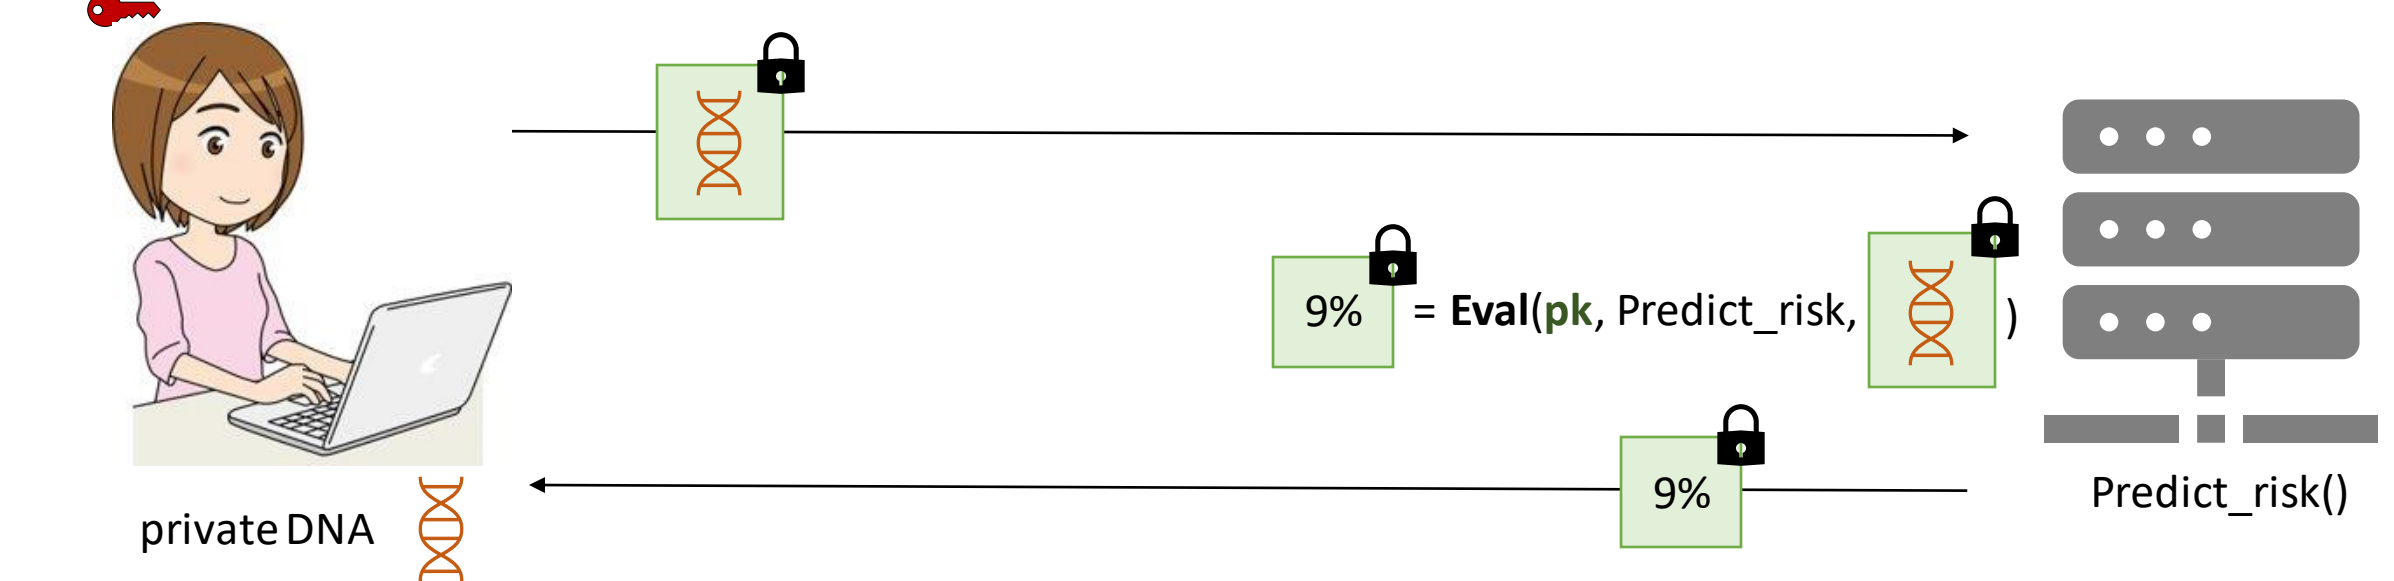 9% = Eval(pk, Predict_risk, )
9%
private DNA
Predict_risk()